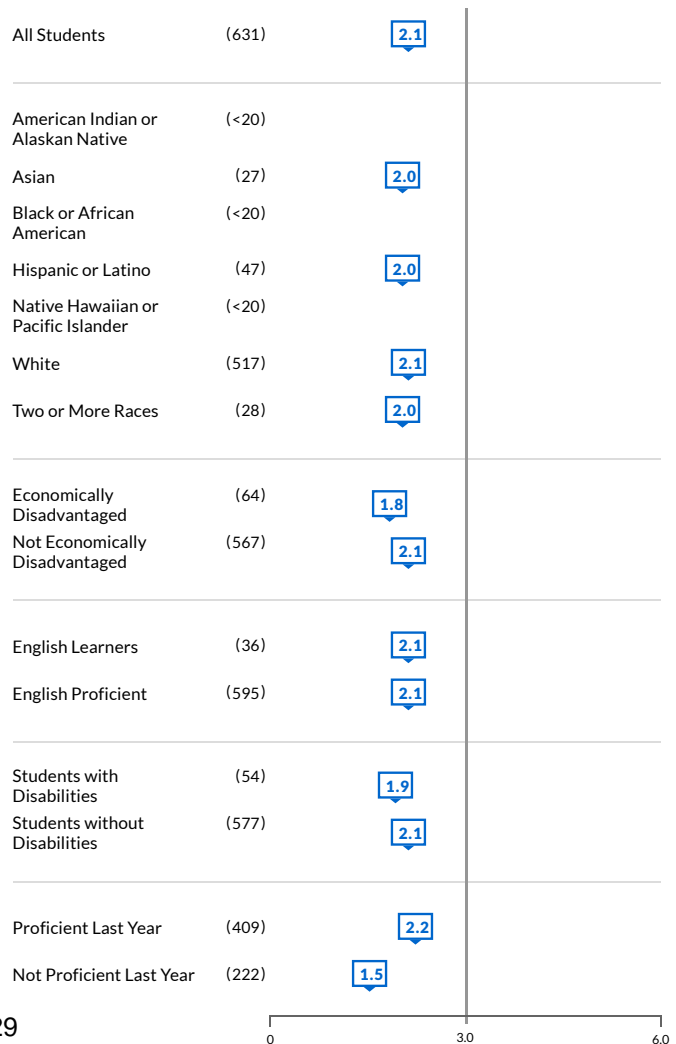 All Students (631) 2.1
American Indian or (<20)
Alaskan Native
Asian (27) 2.0
Black or African (<20)
American
Hispanic or Latino (47) 2.0
Native Hawaiian or (<20)
Pacific Islander
White (517) 2.1
Two or More Races (28) 2.0
Economically (64) 1.8
Disadvantaged
Not Economically (567) 2.1
Disadvantaged
English Learners (36) 2.1
English Proficient (595) 2.1
Students with (54) 1.9
Disabilities
Students without (577) 2.1
Disabilities
Proficient Last Year (409) 2.2
Not Proficient Last Year (222) 1.5
29
0 3.0 6.0